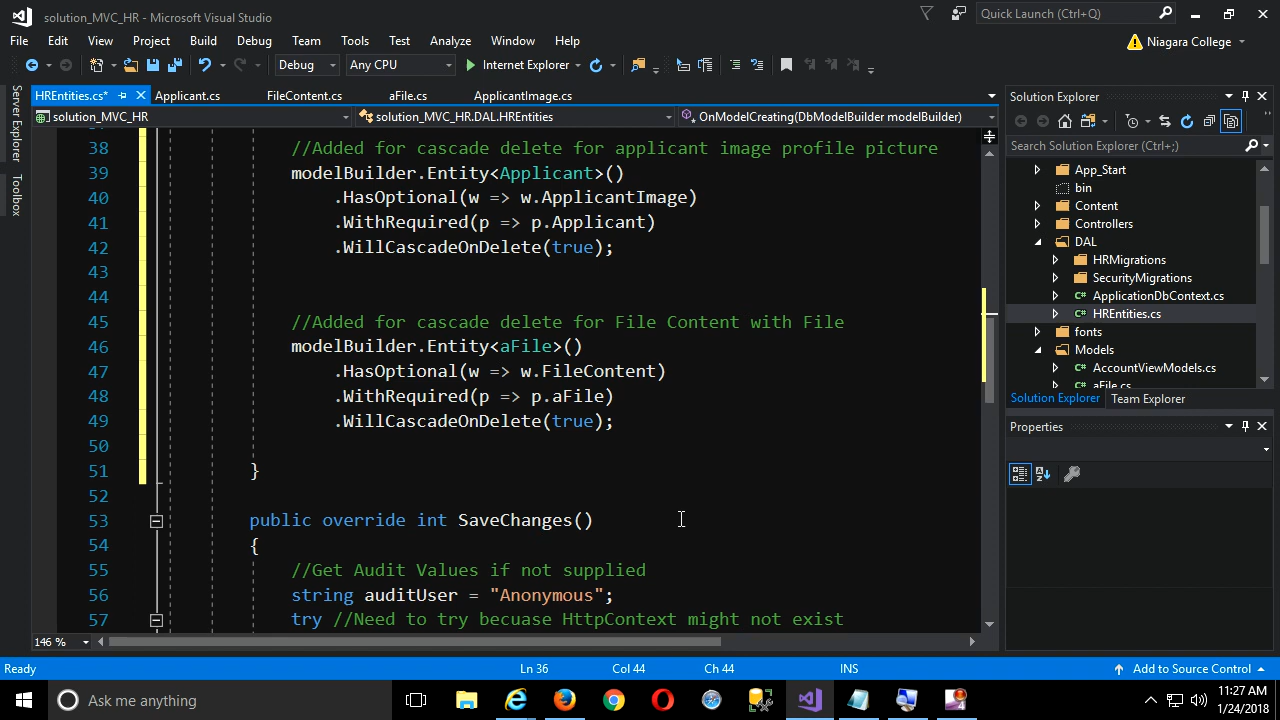 solution_MVC_HR - Microsoft Visual Studio
Quick Launch (Ctrl+Q)
File Edit View Project Build Debug Team Tools Test Analyze Window Help
Niagara College
Debug Any CPU Internet Explorer
HREntities.cs* Applicant.cs FileContent.cs aFile.cs ApplicantImage.cs
solution_MVC_HR solution_MVC_HR.DAL.HREntities OnModelCreating(DbModelBuilder modelBuilder)
Server Explorer
Toolbox
38 //Added for cascade delete for applicant image profile picture
39 modelBuilder.Entity<Applicant>()
40 .HasOptional(w => w.ApplicantImage)
41 .WithRequired(p => p.Applicant)
42 .WillCascadeOnDelete(true);
43
44
45 //Added for cascade delete for File Content with File
46 modelBuilder.Entity<aFile>()
47 .HasOptional(w => w.FileContent)
48 .WithRequired(p => p.aFile)
49 .WillCascadeOnDelete(true);
50
51 }
52
53 public override int SaveChanges()
54 {
55 //Get Audit Values if not supplied
56 string auditUser = "Anonymous";
57 try //Need to try becuase HttpContext might not exist
146 %
Solution Explorer
Search Solution Explorer (Ctrl+;)
App_Start
bin
Content
Controllers
DAL
HRMigrations
SecurityMigrations
C# ApplicationDbContext.cs
C# HREntities.cs
fonts
Models
C# AccountViewModels.cs
C# aFile.cs
Solution Explorer Team Explorer
Properties
Ready Ln 36 Col 44 Ch 44 INS Add to Source Control
Ask me anything
11:27 AM
1/24/2018